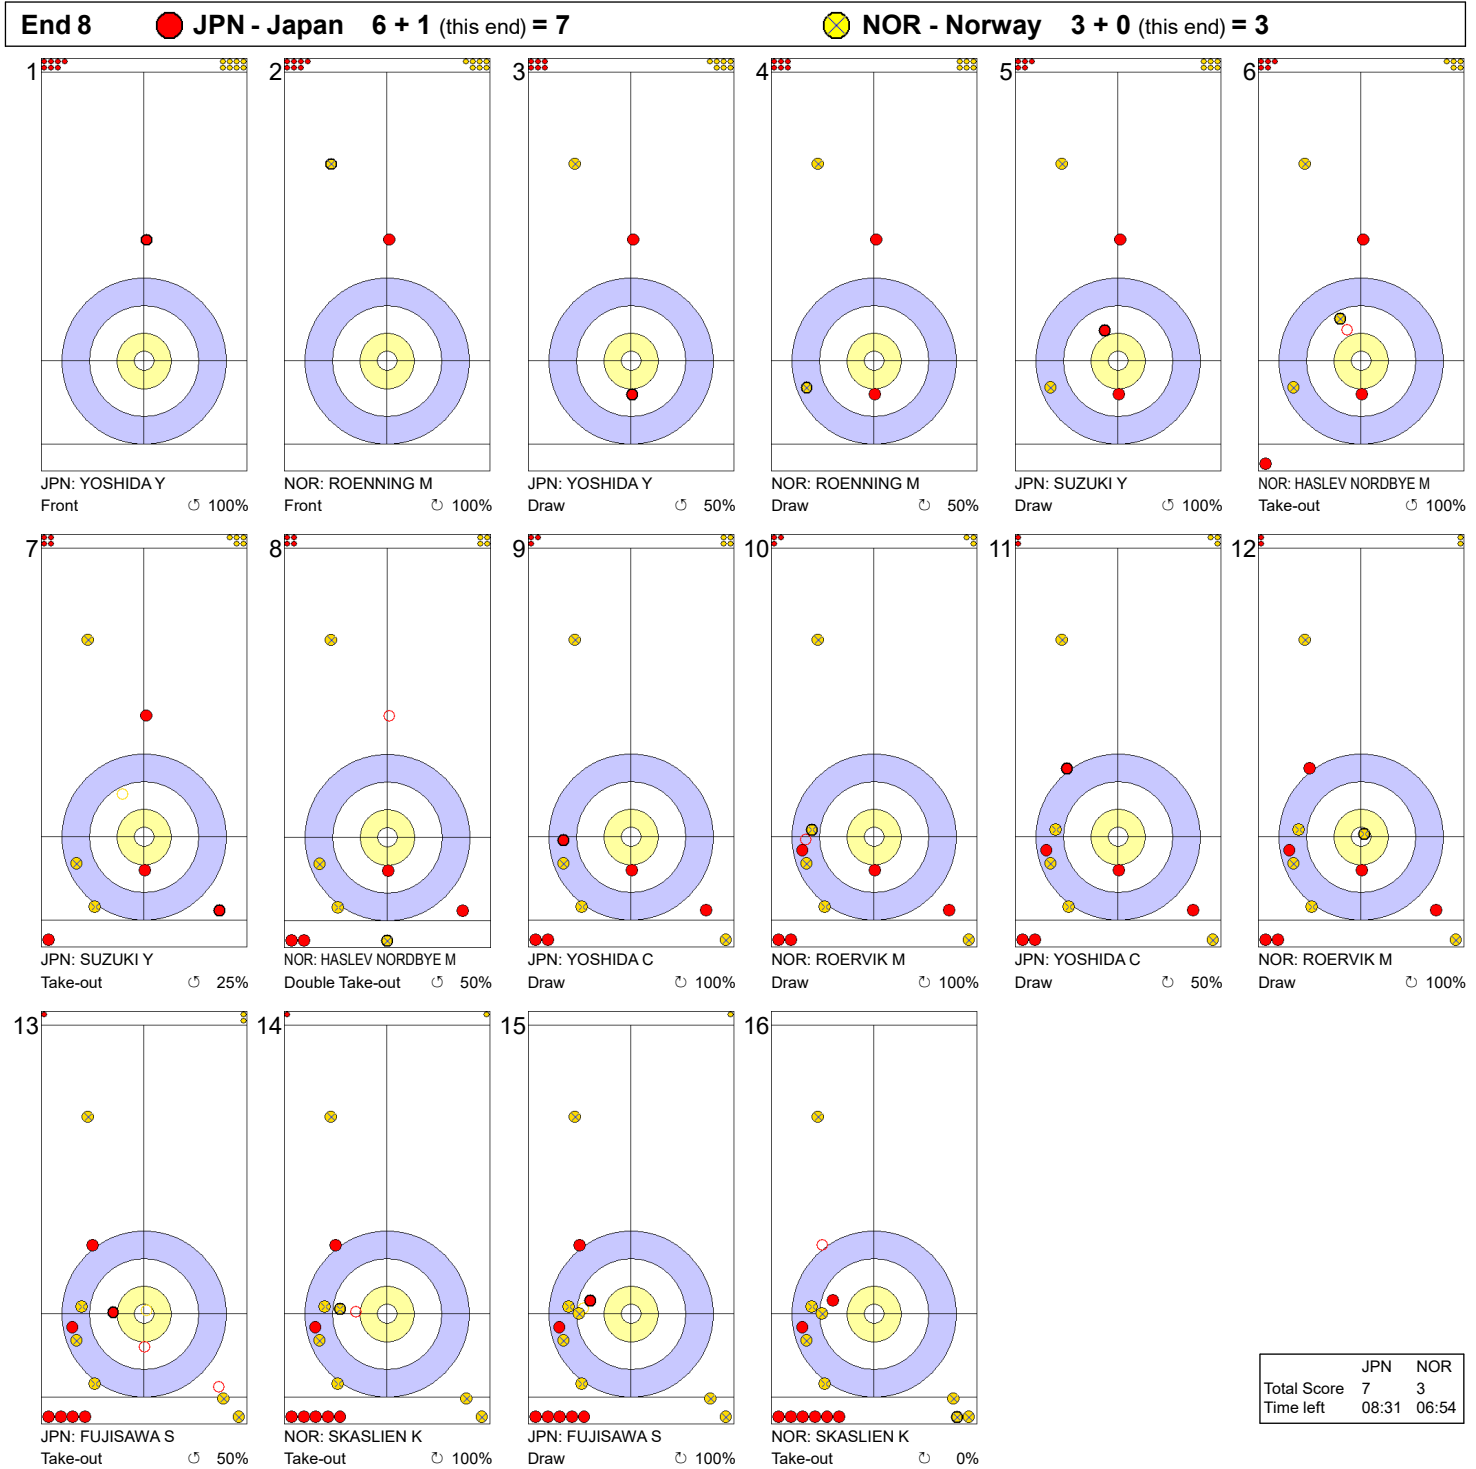 End 8 JPN - Japan 6 + 1 (this end) = 7 NOR - Norway 3 + 0 (this end) = 3
1 2 3 4 5 6
JPN: YOSHIDA Y NOR: ROENNING M JPN: YOSHIDA Y NOR: ROENNING M JPN: SUZUKI Y NOR: HASLEV NORDBYE M
Front ↺ 100% Front ↻ 100% Draw ↺ 50% Draw ↻ 50% Draw ↺ 100% Take-out ↻ 100%
7 8 9 10 11 12
JPN: SUZUKI Y NOR: HASLEV NORDBYE M JPN: YOSHIDA C NOR: ROERVIK M JPN: YOSHIDA C NOR: ROERVIK M
Take-out ↺ 25% Double Take-out ↺ 50% Draw ↻ 100% Draw ↻ 100% Draw ↻ 50% Draw ↻ 100%
13 14 15 16
JPN: FUJISAWA S NOR: SKASLIEN K JPN: FUJISAWA S NOR: SKASLIEN K
Take-out ↺ 50% Take-out ↻ 100% Draw ↻ 100% Take-out ↻ 0%
JPN NOR
Total Score 7 3
Time left 08:31 06:54